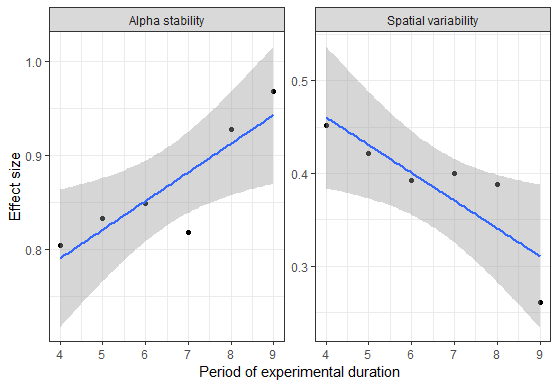 Alpha stability
Spatial variability
Effect size
1.0
0.9
0.8
0.5
0.4
0.3
4 5 6 7 8 9
4 5 6 7 8 9
Period of experimental duration